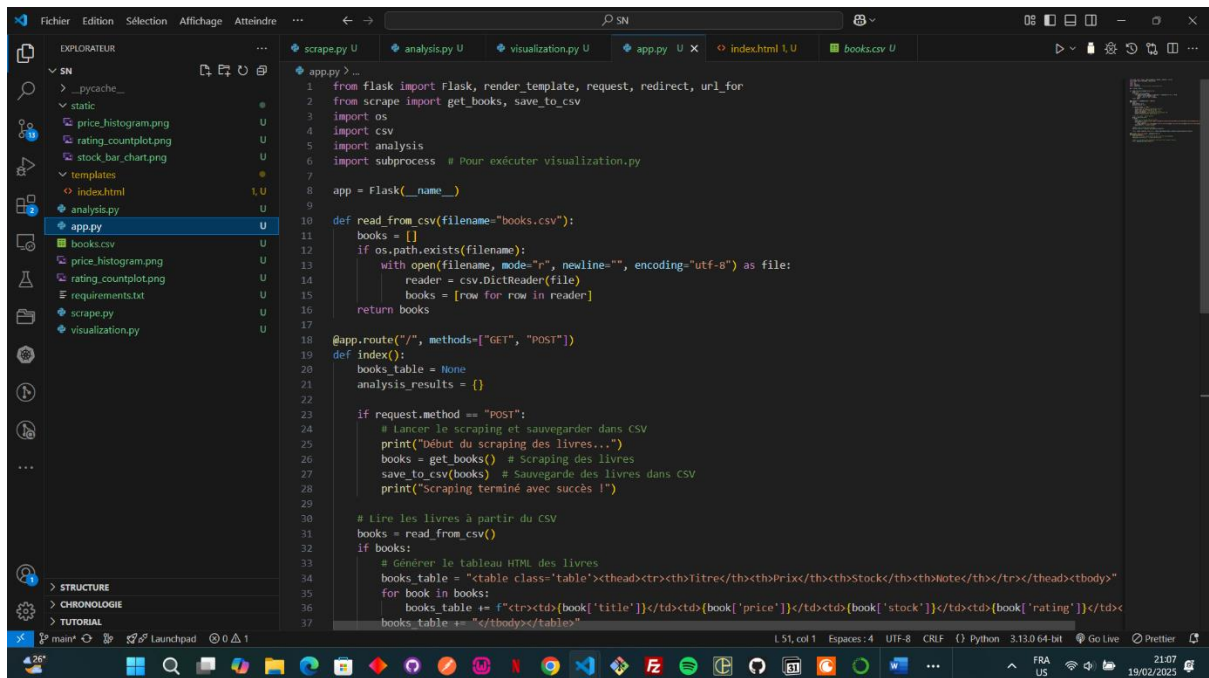 Fichier Edition Sélection Affichage Atteindre ... SN
EXPLORATEUR ...
scrape.py U analysis.py U visualization.py U app.py U index.html 1, U books.csv U
SN
__pycache__
static
price_histogram.png U
rating_countplot.png U
stock_bar_chart.png U
templates
index.html 1, U
analysis.py U
app.py U
books.csv U
price_histogram.png U
rating_countplot.png U
requirements.txt U
scrape.py U
visualization.py U
STRUCTURE
CHRONOLOGIE
TUTORIAL
13
2
1
app.py > ...
1 from flask import Flask, render_template, request, redirect, url_for
2 from scrape import get_books, save_to_csv
3 import os
4 import csv
5 import analysis
6 import subprocess # Pour exécuter visualization.py
7
8 app = Flask(__name__)
9
10 def read_from_csv(filename="books.csv"):
11 books = []
12 if os.path.exists(filename):
13 with open(filename, mode="r", newline="", encoding="utf-8") as file:
14 reader = csv.DictReader(file)
15 books = [row for row in reader]
16 return books
17
18 @app.route("/", methods=["GET", "POST"])
19 def index():
20 books_table = None
21 analysis_results = {}
22
23 if request.method == "POST":
24 # Lancer le scraping et sauvegarder dans CSV
25 print("Début du scraping des livres...")
26 books = get_books() # Scraping des livres
27 save_to_csv(books) # Sauvegarde des livres dans CSV
28 print("Scraping terminé avec succès !")
29
30 # Lire les livres à partir du CSV
31 books = read_from_csv()
32 if books:
33 # Générer le tableau HTML des livres
34 books_table = "<table class='table'><thead><tr><th>Titre</th><th>Prix</th><th>Stock</th><th>Note</th></tr></thead><tbody>"
35 for book in books:
36 books_table += f"<tr><td>{book['title']}</td><td>{book['price']}</td><td>{book['stock']}</td><td>{book['rating']}</td><
37 books_table += "</tbody></table>"
main* Launchpad 0 1 L 51, col 1 Espaces : 4 UTF-8 CRLF {} Python 3.13.0 64-bit Go Live Prettier
26° ... FRA 21:07
US 19/02/2025